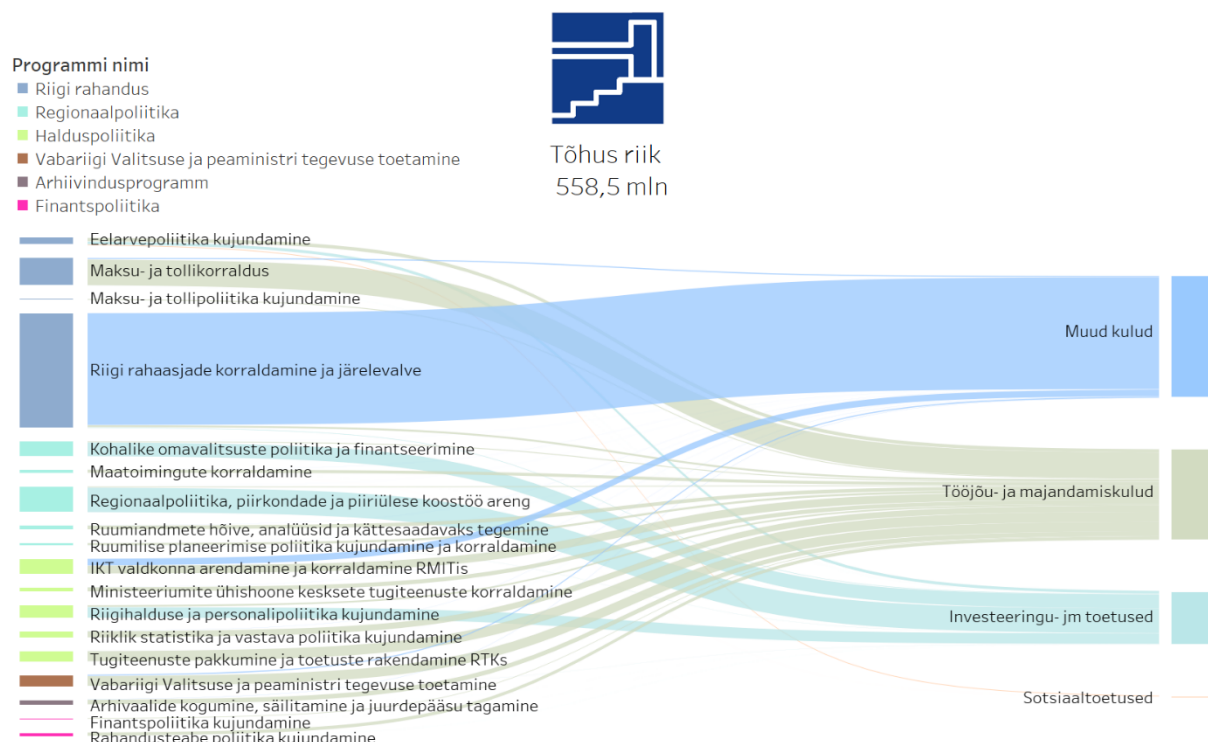 Tõhus riik
558,5 mln
Programmi nimi
Riigi rahandus
Regionaalpoliitika
Halduspoliitika
Vabariigi Valitsuse ja peaministri tegevuse toetamine
Arhiivindusprogramm
Finantspoliitika
Eelarvepoliitika kujundamine
Maksu- ja tollikorraldus
Maksu- ja tollipoliitika kujundamine
Riigi rahaasjade korraldamine ja järelevalve
Kohalike omavalitsuste poliitika ja finantseerimine
Maatoimingute korraldamine
Regionaalpoliitika, piirkondade ja piiriülese koostöö areng
Ruumiandmete hõive, analüüsid ja kättesaadavaks tegemine
Ruumilise planeerimise poliitika kujundamine ja korraldamine
IKT valdkonna arendamine ja korraldamine RMITis
Ministeeriumite ühishoone kesksete tugiteenuste korraldamine
Riigihalduse ja personalipoliitika kujundamine
Riiklik statistika ja vastava poliitika kujundamine
Tugiteenuste pakkumine ja toetuste rakendamine RTKs
Vabariigi Valitsuse ja peaministri tegevuse toetamine
Arhivaalide kogumine, säilitamine ja juurdepääsu tagamine
Finantspoliitika kujundamine
Rahandusteabe poliitika kujundamine
Muud kulud
Tööjõu- ja majandamiskulud
Investeeringu- jm toetused
Sotsiaaltoetused